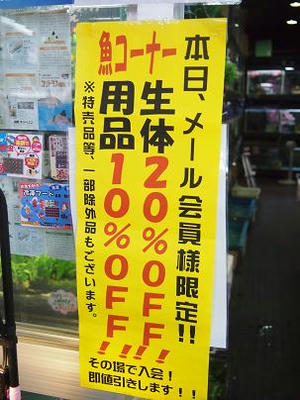 本日、メール会員様限定!!
魚コーナー
生体20%OFF!!
用品10%OFF!!
※特売品等、一部除外品もございます。
その場で入会!
即値引きします!!